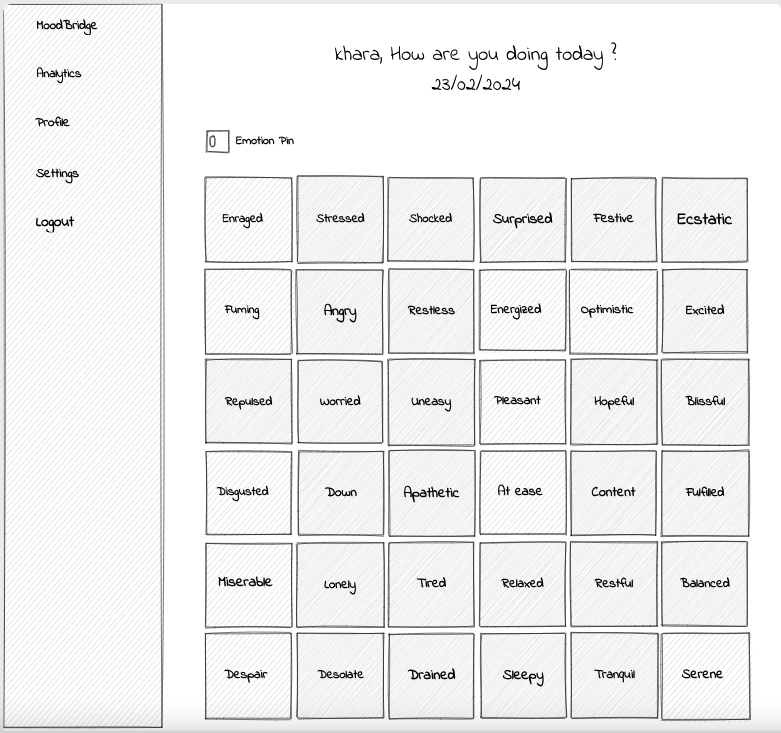 MoodBridge
Analytics
Profile
Settings
Logout
khara, How are you doing today ?
23/02/2024
0 Emotion Pin
Enraged Stressed Shocked Surprised Festive Ecstatic
Fuming Angry Restless Energized Optimistic Excited
Repulsed Worried Uneasy Pleasant Hopeful Blissful
Disgusted Down Apathetic At ease Content Fulfilled
Miserable Lonely Tired Relaxed Restful Balanced
Despair Desolate Drained Sleepy Tranquil Serene